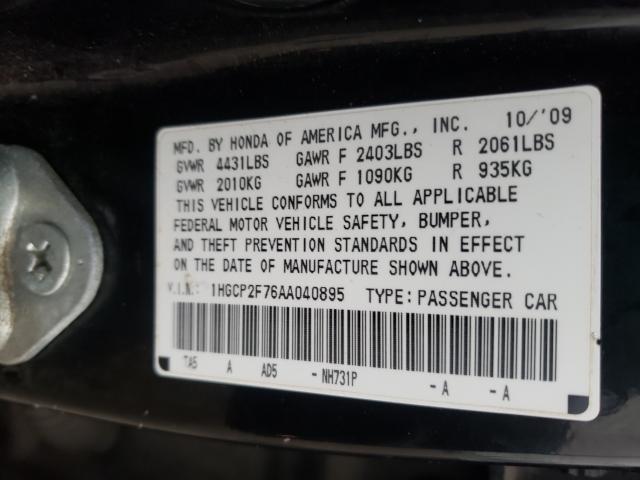 MFD. BY HONDA OF AMERICA MFG., INC. 10/'09
GVWR 4431LBS GAWR F 2403LBS R 2061LBS
GVWR 2010KG GAWR F 1090KG R 935KG
THIS VEHICLE CONFORMS TO ALL APPLICABLE
FEDERAL MOTOR VEHICLE SAFETY, BUMPER,
AND THEFT PREVENTION STANDARDS IN EFFECT
ON THE DATE OF MANUFACTURE SHOWN ABOVE.
V.I.N.: 1HGCP2F76AA040895 TYPE: PASSENGER CAR
TA5 A AD5 - NH731P - A - A